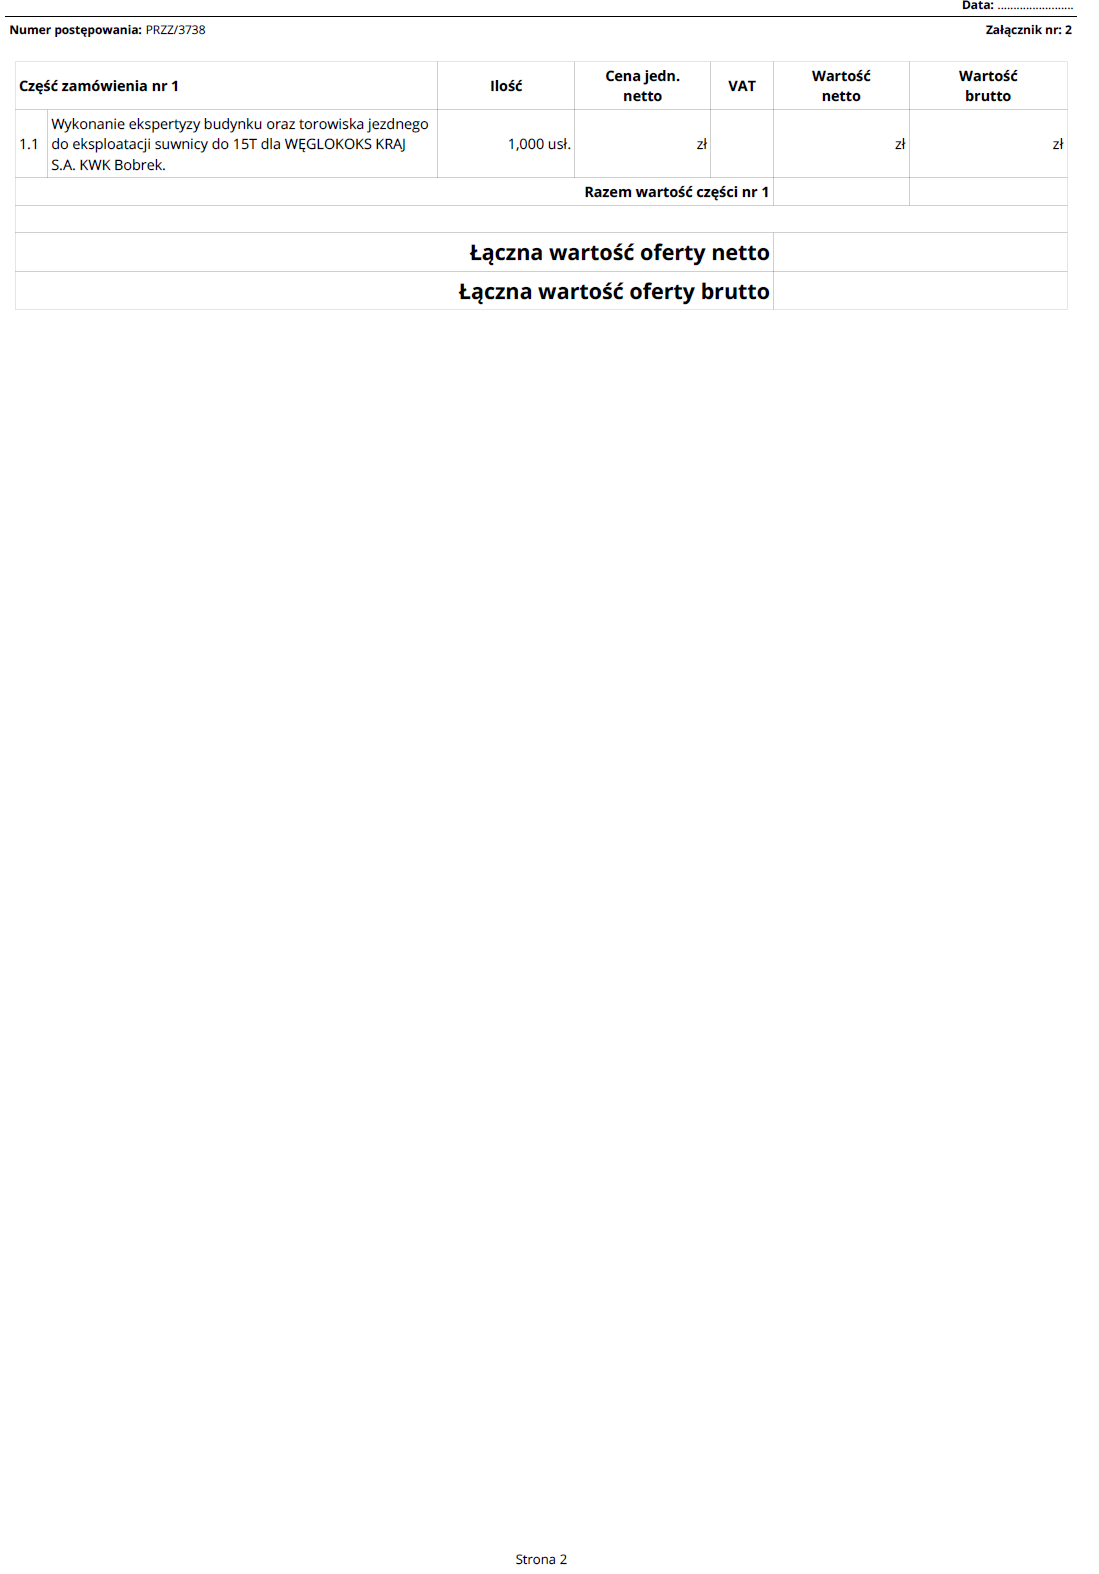 Data: ........................
Numer postępowania: PRZZ/3738 Załącznik nr: 2
Część zamówienia nr 1 Ilość Cena jedn. netto VAT Wartość netto Wartość brutto
1.1 Wykonanie ekspertyzy budynku oraz torowiska jezdnego
do eksploatacji suwnicy do 15T dla WĘGLOKOKS KRAJ
S.A. KWK Bobrek. 1,000 usł. zł zł zł
Razem wartość części nr 1
Łączna wartość oferty netto
Łączna wartość oferty brutto
Strona 2